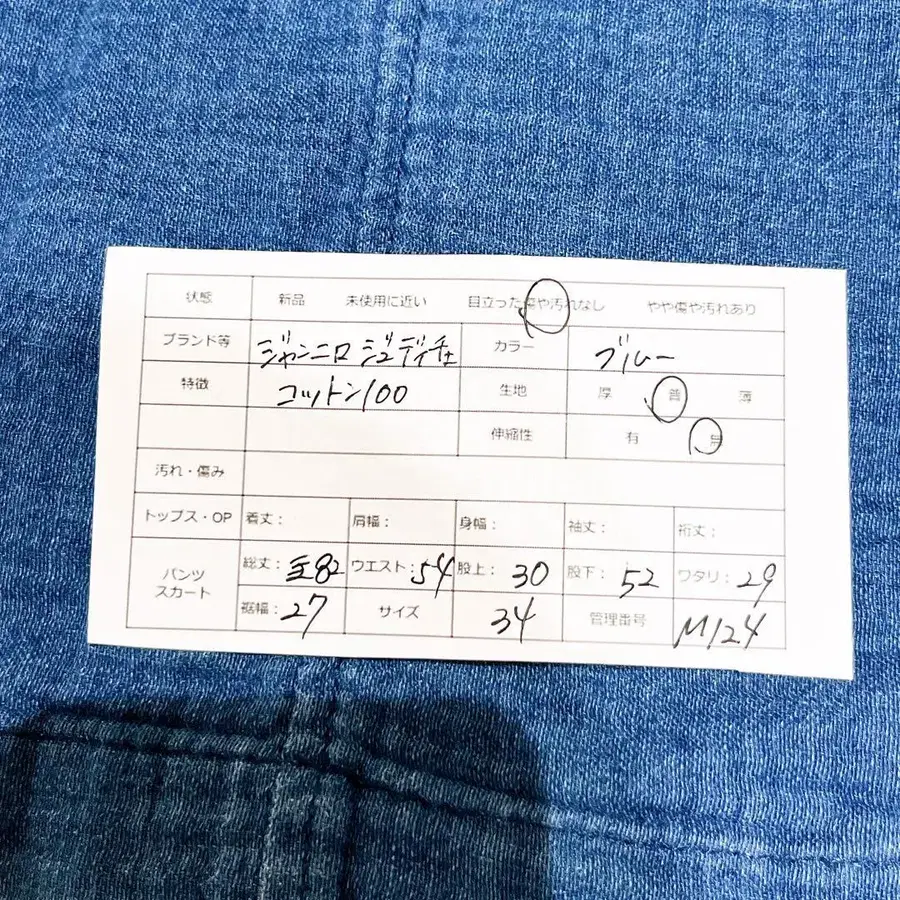 状態 新品 未使用に近い 目立った傷や汚れなし やや傷や汚れあり
ブランド等 ジャンニロ ジュディチェ カラー ブルー
特徴 コットン100 生地 厚 普 薄
伸縮性 有 無
汚れ・傷み
トップス・OP 着丈: 肩幅: 身幅: 袖丈: 裄丈:
パンツ スカート 総丈: 82 ウエスト: 54 股上: 30 股下: 52 ワタリ: 29
裾幅: 27 サイズ 34 管理番号 M124